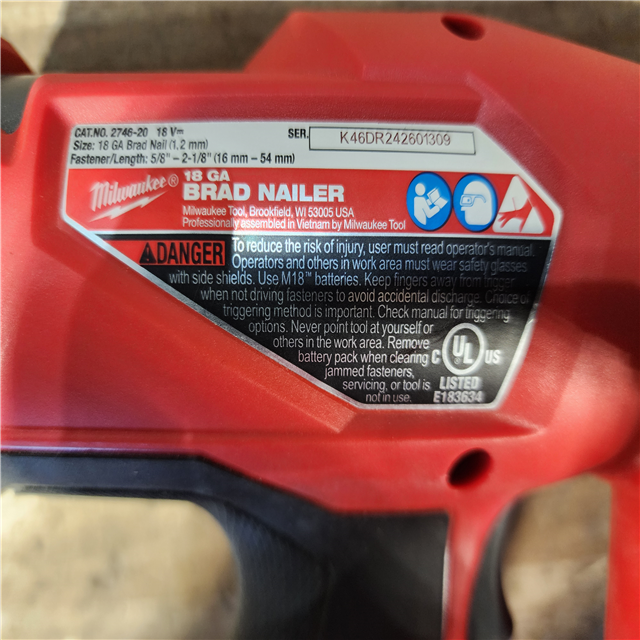 CAT.NO. 2746-20 18 V⎓
SER. K46DR242601309
Size: 18 GA Brad Nail (1,2 mm)
Fastener/Length: 5/8" – 2-1/8" (16 mm – 54 mm)
Milwaukee®
18 GA
BRAD NAILER
Milwaukee Tool, Brookfield, WI 53005 USA
Professionally assembled in Vietnam by Milwaukee Tool
DANGER To reduce the risk of injury, user must read operator's manual.
Operators and others in work area must wear safety glasses
with side shields. Use M18™ batteries. Keep fingers away from trigger
when not driving fasteners to avoid accidental discharge. Choice of
triggering method is important. Check manual for triggering
options. Never point tool at yourself or
others in the work area. Remove
battery pack when clearing
jammed fasteners,
servicing, or tool is
not in use.
C UL US
LISTED
E183634